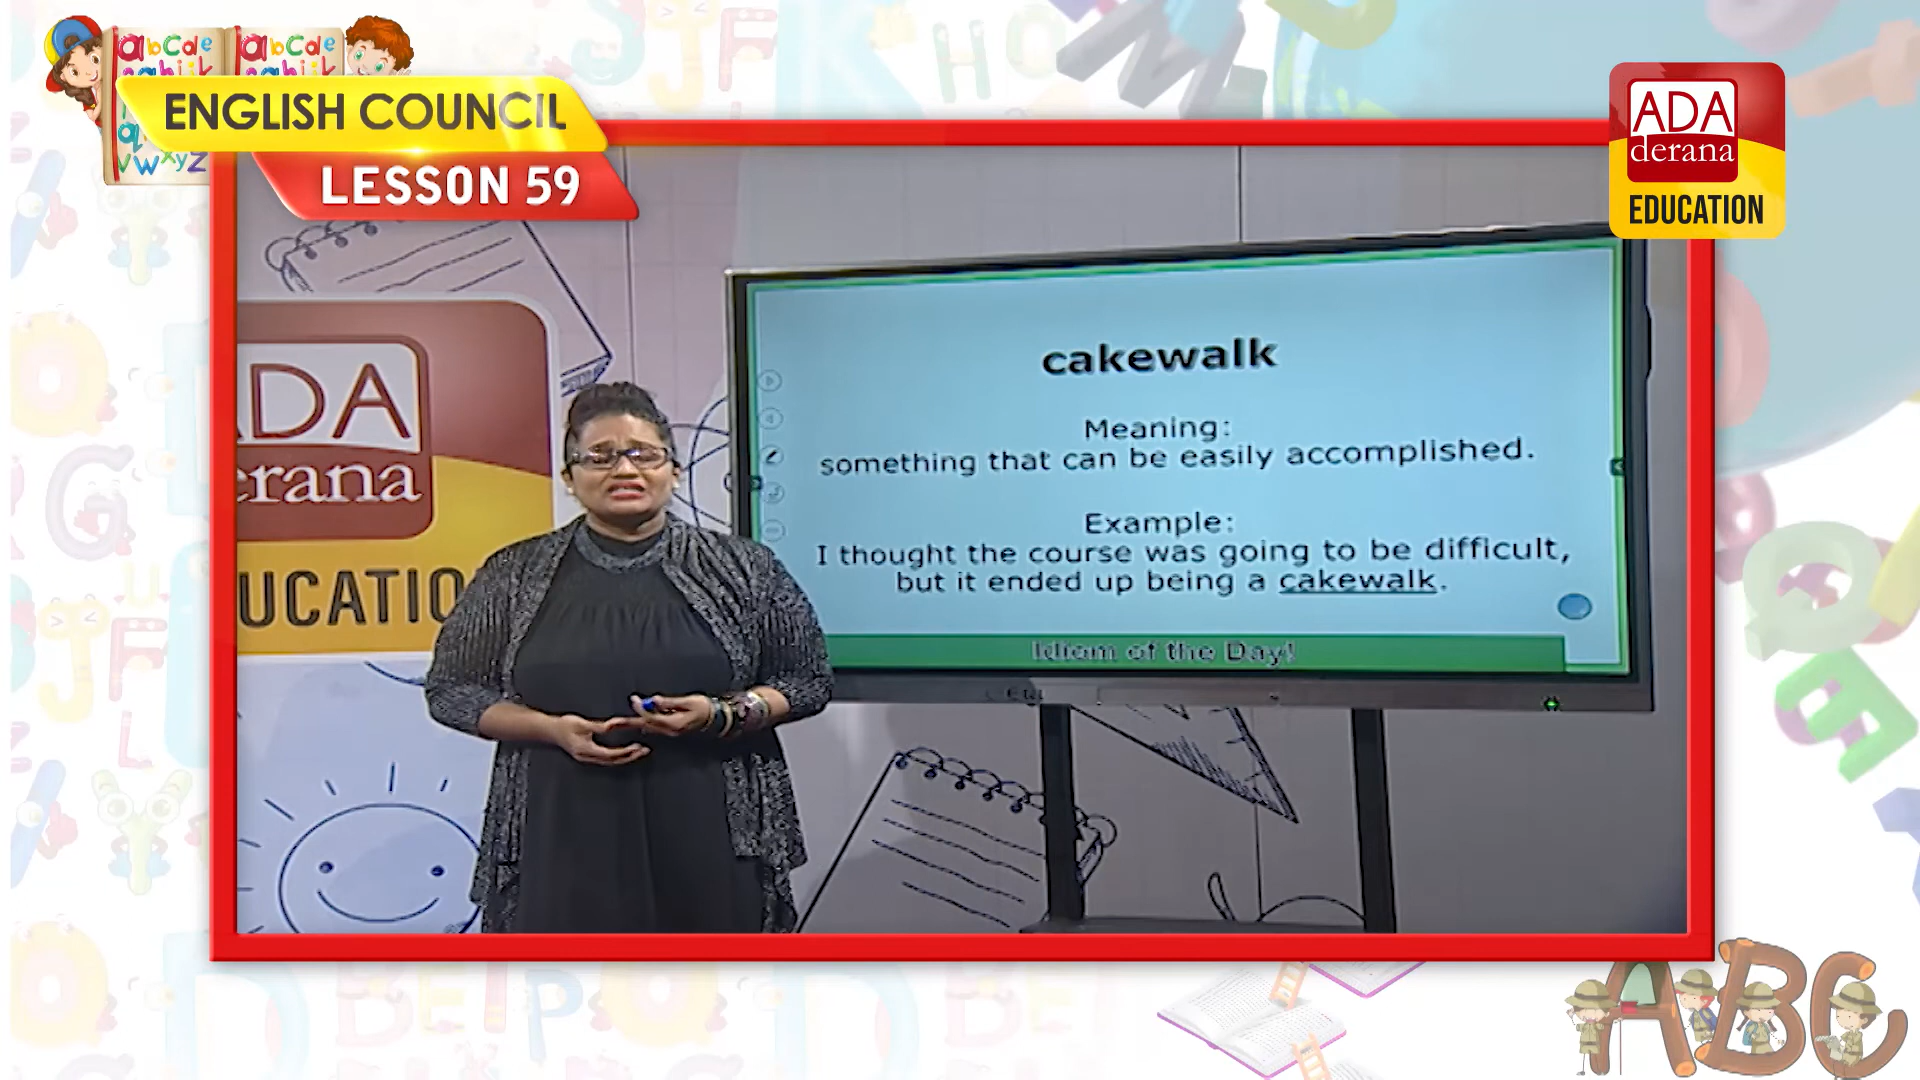 abcde abcde
ENGLISH COUNCIL
LESSON 59
ADA
derana
EDUCATION
DA
erana
UCATIO
cakewalk
Meaning:
something that can be easily accomplished.
Example:
I thought the course was going to be difficult,
but it ended up being a cakewalk.
Idiom of the Day!
ABC